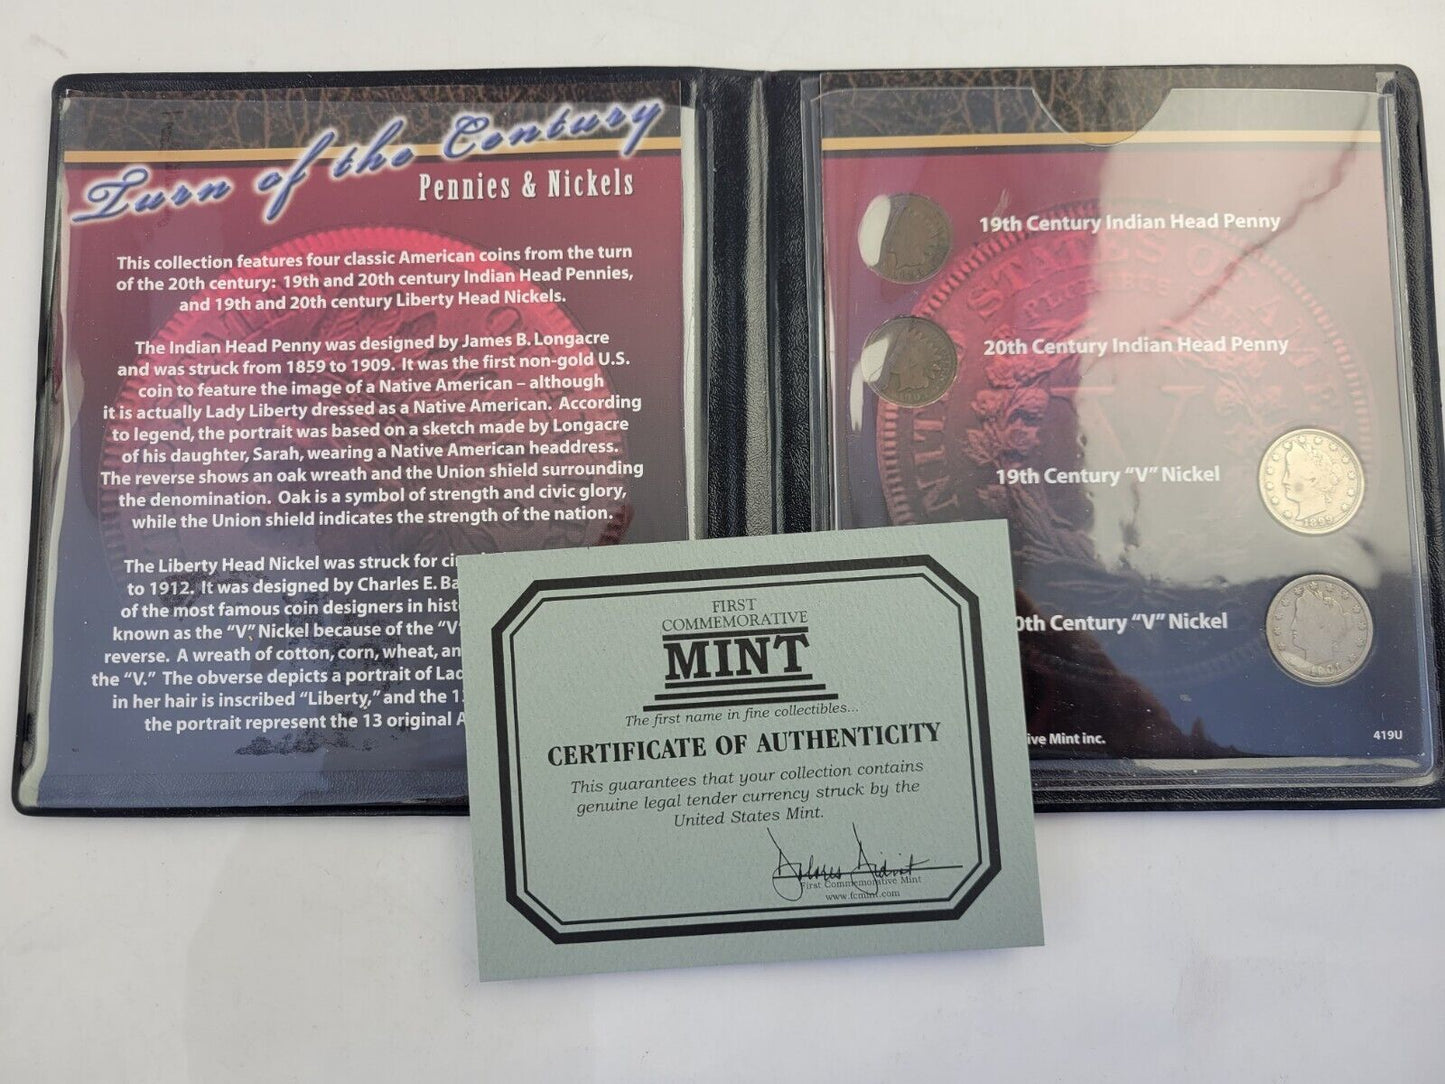 Turn of the Century
Pennies & Nickels
This collection features four classic American coins from the turn
of the 20th century: 19th and 20th century Indian Head Pennies,
and 19th and 20th century Liberty Head Nickels.
The Indian Head Penny was designed by James B. Longacre
and was struck from 1859 to 1909. It was the first non-gold U.S.
coin to feature the image of a Native American – although
it is actually Lady Liberty dressed as a Native American. According
to legend, the portrait was based on a sketch made by Longacre
of his daughter, Sarah, wearing a Native American headdress.
The reverse shows an oak wreath and the Union shield surrounding
the denomination. Oak is a symbol of strength and civic glory,
while the Union shield indicates the strength of the nation.
The Liberty Head Nickel was struck for
to 1912. It was designed by Charles E.
of the most famous coin designers in
known as the “V” Nickel because of the “V”
reverse. A wreath of cotton, corn, wheat,
the “V.” The obverse depicts a portrait of
in her hair is inscribed “Liberty,” and the
the portrait represent the 13 original
19th Century Indian Head Penny
20th Century Indian Head Penny
19th Century “V” Nickel
1899
Century “V” Nickel
Mint inc.
419U
FIRST
COMMEMORATIVE
MINT
The first name in fine collectibles...
CERTIFICATE OF AUTHENTICITY
This guarantees that your collection contains
genuine legal tender currency struck by the
United States Mint.
First Commemorative Mint
www.fcmint.com